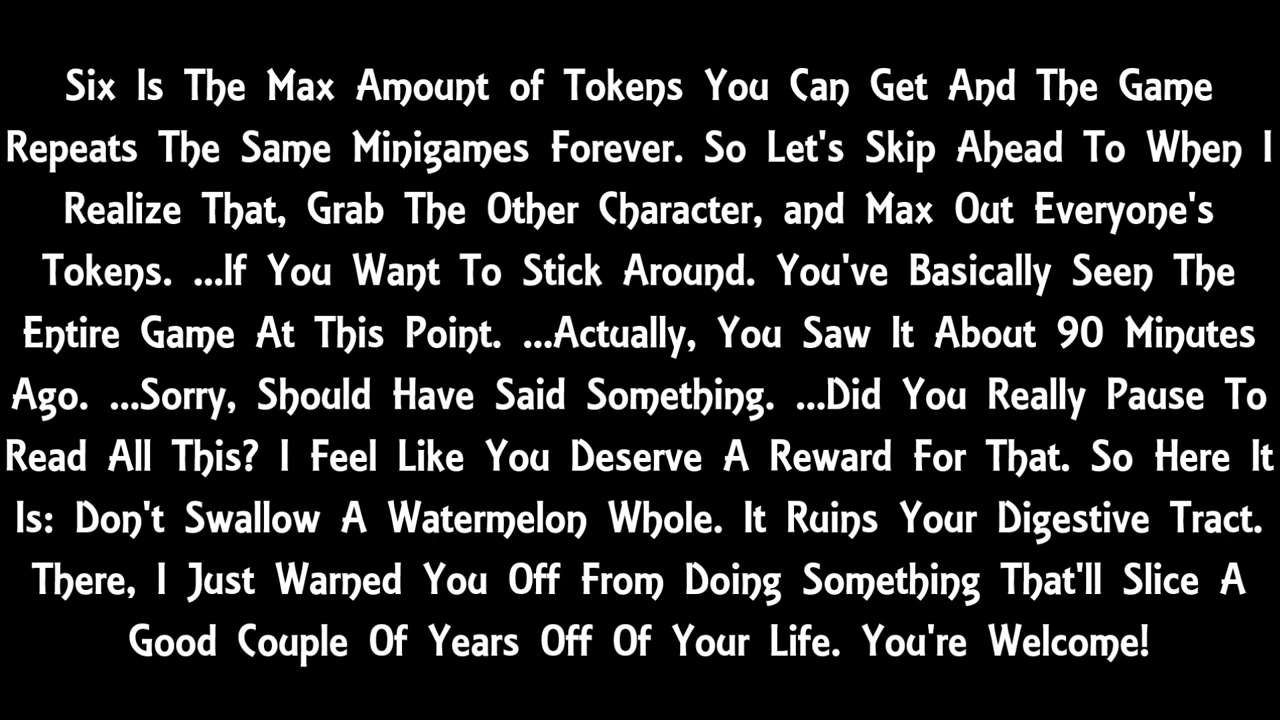 Six Is The Max Amount of Tokens You Can Get And The Game
Repeats The Same Minigames Forever. So Let's Skip Ahead To When I
Realize That, Grab The Other Character, and Max Out Everyone's
Tokens. ...If You Want To Stick Around. You've Basically Seen The
Entire Game At This Point. ...Actually, You Saw It About 90 Minutes
Ago. ...Sorry, Should Have Said Something. ...Did You Really Pause To
Read All This? I Feel Like You Deserve A Reward For That. So Here It
Is: Don't Swallow A Watermelon Whole. It Ruins Your Digestive Tract.
There, I Just Warned You Off From Doing Something That'll Slice A
Good Couple Of Years Off Of Your Life. You're Welcome!